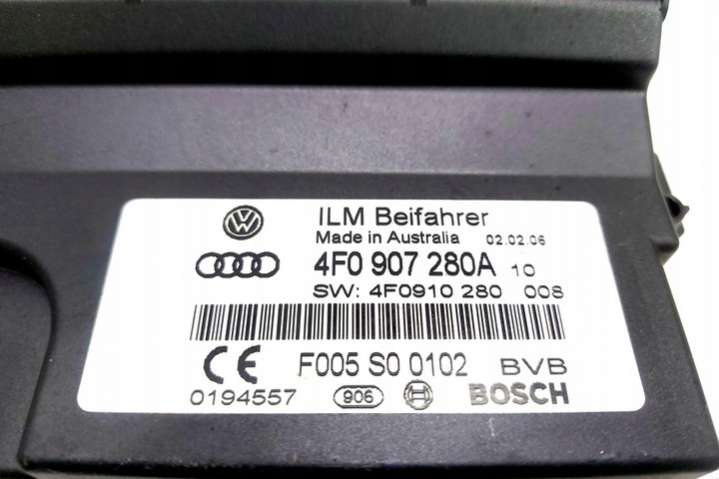 ILM Beifahrer
Made in Australia 02.02.06
4F0 907 280A 10
SW: 4F0910 280 008
CE F005 S0 0102 BVB
0194557 906 BOSCH